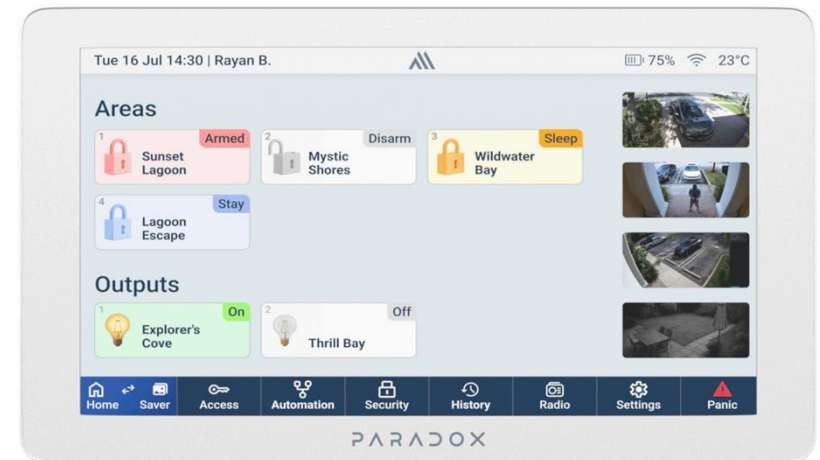 Tue 16 Jul 14:30 | Rayan B.
75%
23°C
Areas
1
Armed
Sunset
Lagoon
2
Disarm
Mystic
Shores
3
Sleep
Wildwater
Bay
4
Stay
Lagoon
Escape
Outputs
1
On
Explorer's
Cove
2
Off
Thrill Bay
Home
Saver
Access
Automation
Security
History
Radio
Settings
Panic
PARADOX